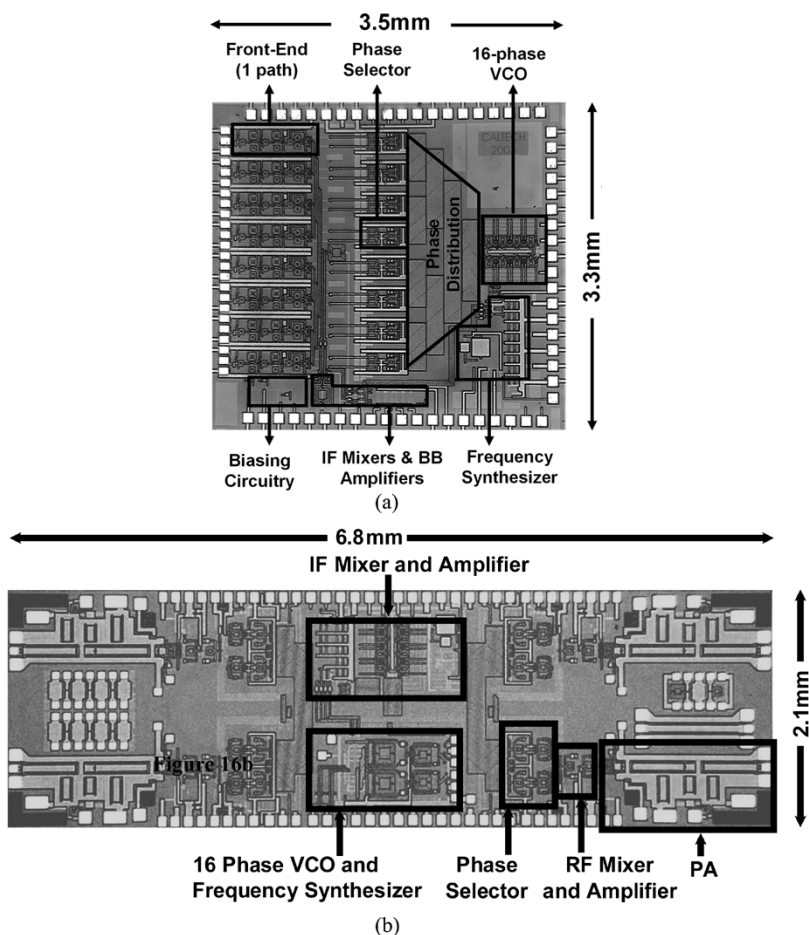 3.5mm
Front-End
(1 path)
Phase
Selector
16-phase
VCO
CALTECH
Phase
Distribution
3.3mm
Biasing
Circuitry
IF Mixers & BB
Amplifiers
Frequency
Synthesizer
(a)
6.8mm
IF Mixer and Amplifier
2.1mm
Figure 16b
16 Phase VCO and
Frequency Synthesizer
Phase
Selector
RF Mixer
and Amplifier
PA
(b)